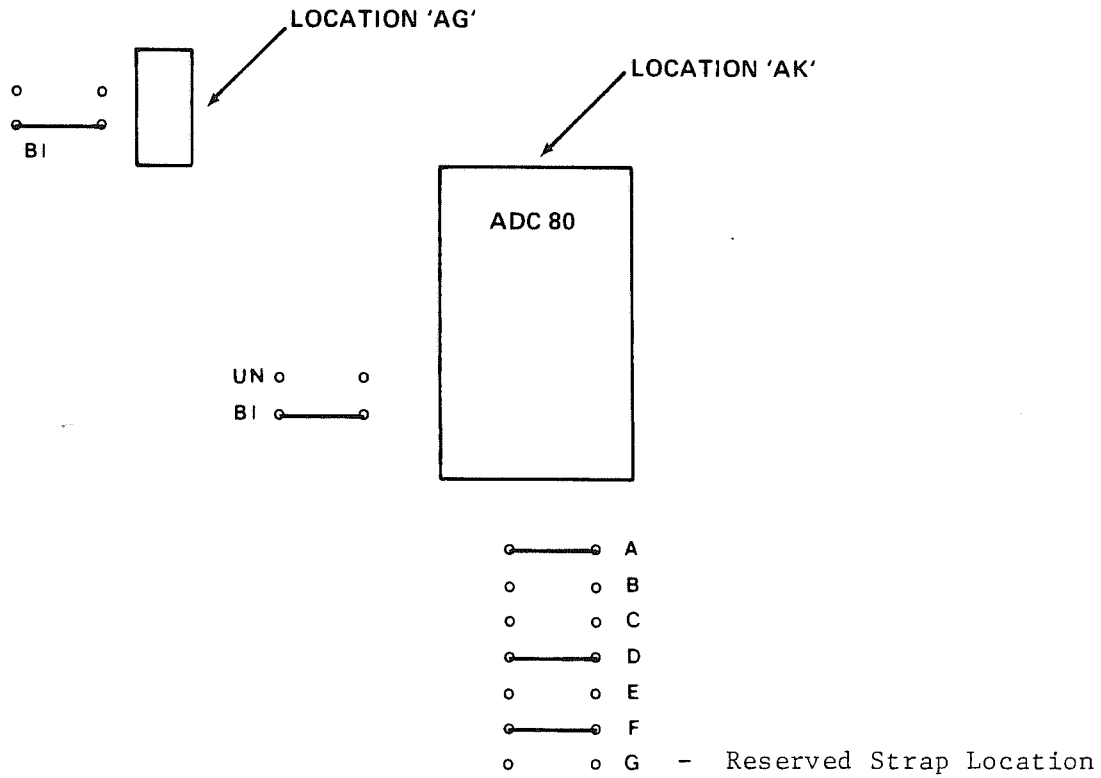 LOCATION 'AG'
LOCATION 'AK'
BI
ADC 80
UN
BI
A
B
C
D
E
F
G - Reserved Strap Location